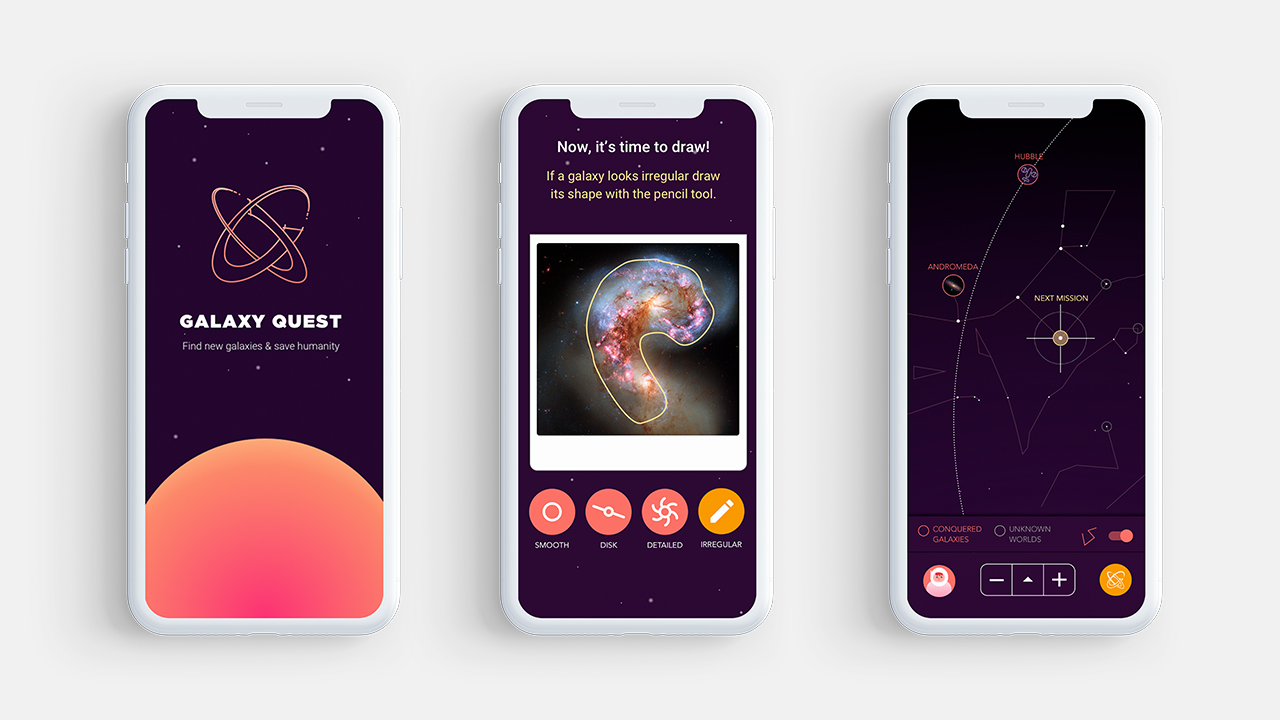 GALAXY QUEST
Find new galaxies & save humanity
Now, it's time to draw!
If a galaxy looks irregular draw
its shape with the pencil tool.
SMOOTH
DISK
DETAILED
IRREGULAR
HUBBLE
ANDROMEDA
NEXT MISSION
CONQUERED
GALAXIES
UNKNOWN
WORLDS